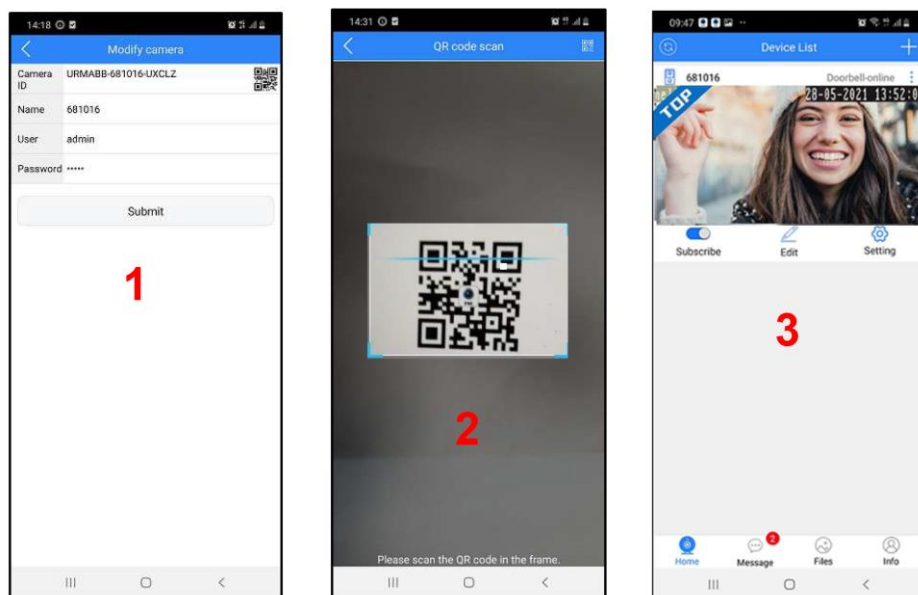 14:18
Modify camera
Camera ID URMABB-681016-UXCLZ
Name 681016
User admin
Password •••••
Submit
1
14:31
QR code scan
Please scan the QR code in the frame.
2
09:47
Device List
681016 Doorbell-online
TOP
28-05-2021 13:52:0
Subscribe Edit Setting
3
2
Home Message Files Info